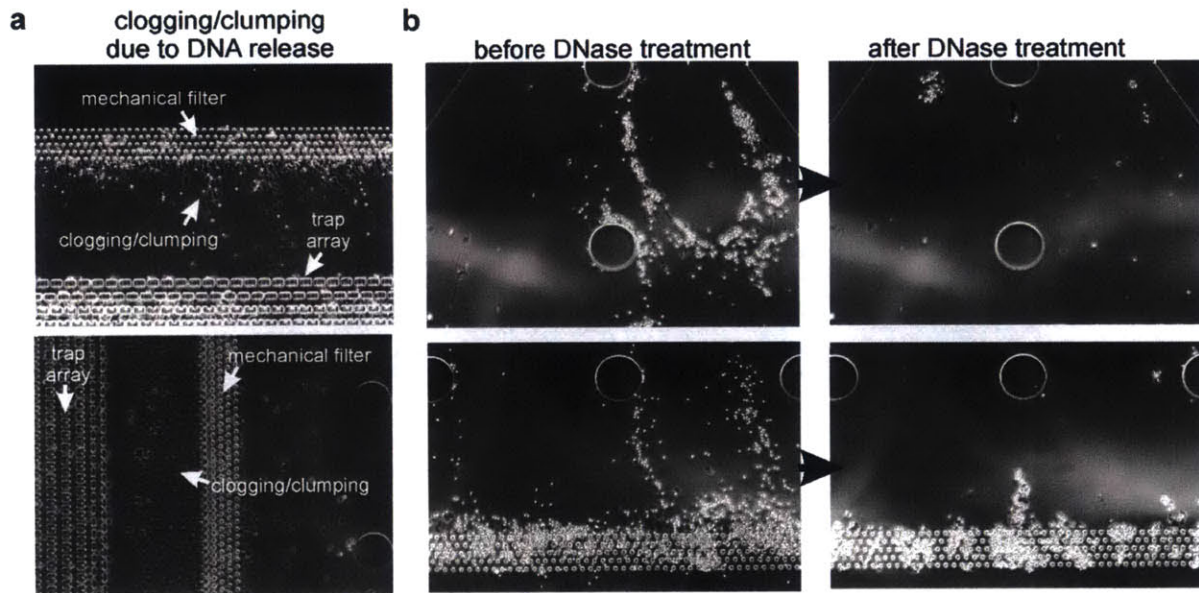 a
clogging/clumping
due to DNA release
mechanical filter
clogging/clumping
trap
array
trap
array
mechanical filter
clogging/clumping
b
before DNase treatment
after DNase treatment